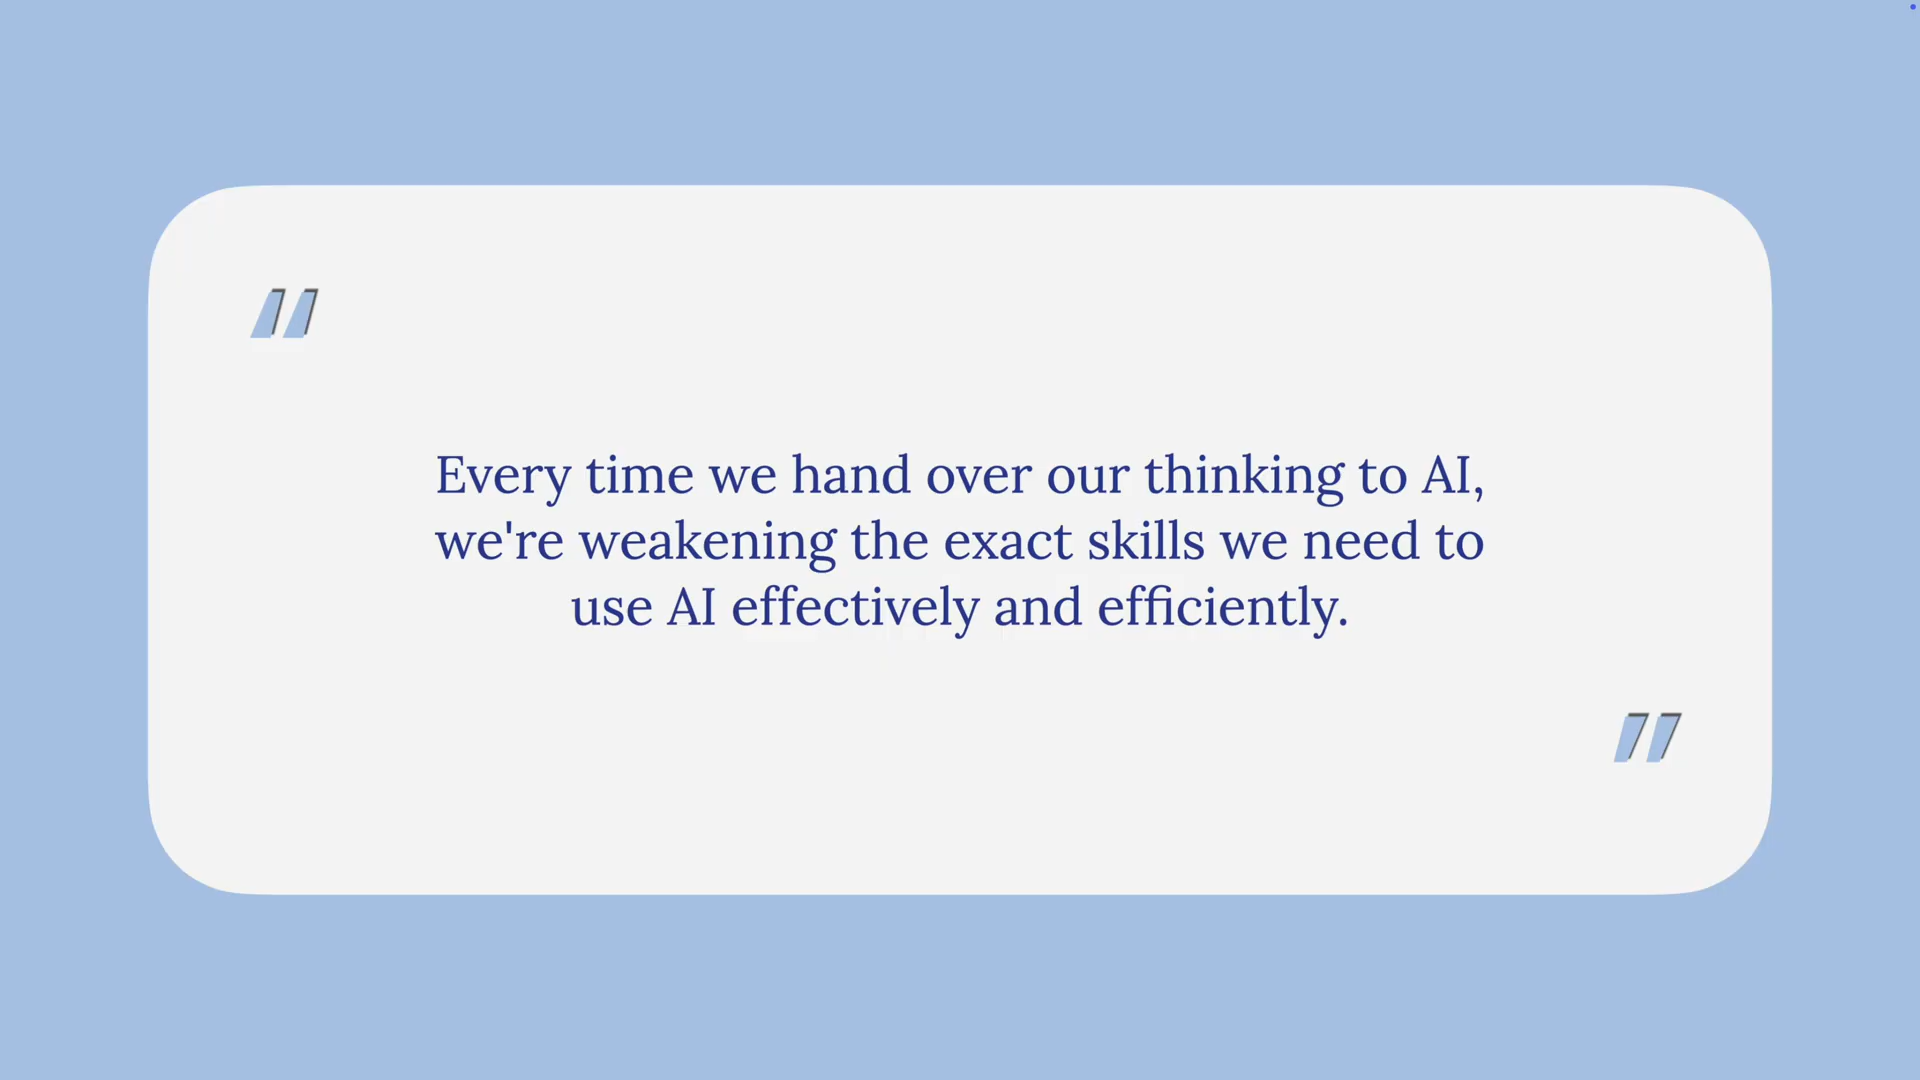 "
Every time we hand over our thinking to AI,
we're weakening the exact skills we need to
use AI effectively and efficiently.
"